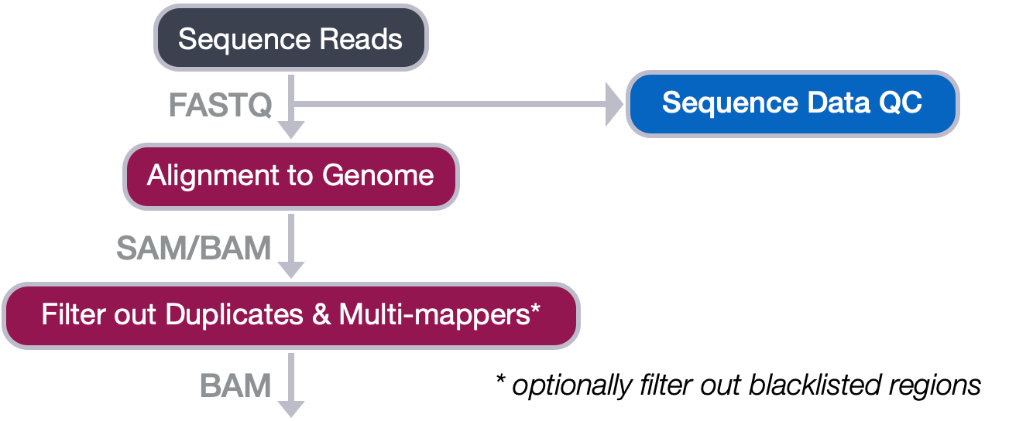 Sequence Reads
FASTQ
Sequence Data QC
Alignment to Genome
SAM/BAM
Filter out Duplicates & Multi-mappers*
BAM
* optionally filter out blacklisted regions